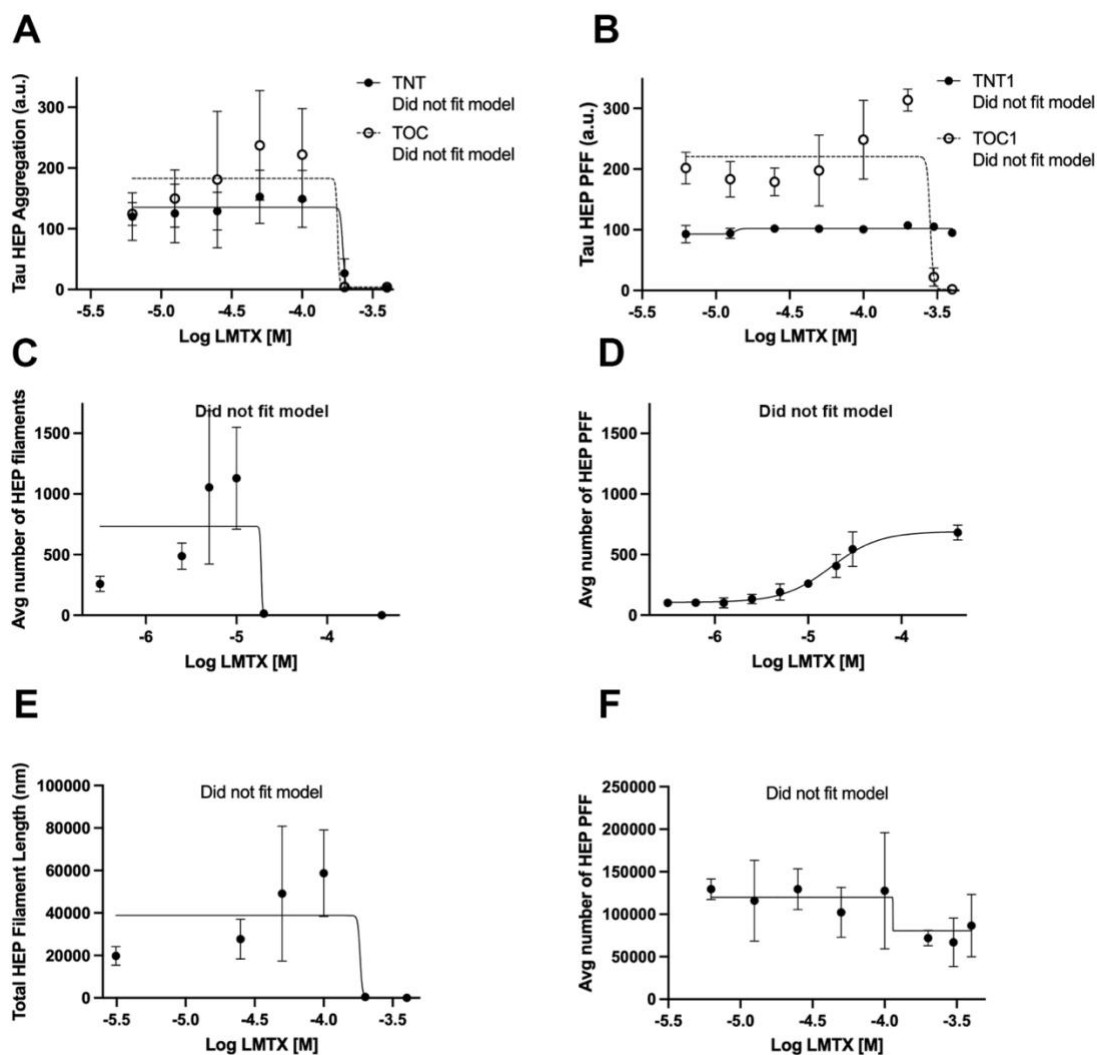 A
Tau HEP Aggregation (a.u.)
300
200
100
0
-5.5 -5.0 -4.5 -4.0 -3.5
Log LMTX [M]
TNT
Did not fit model
TOC
Did not fit model
B
Tau HEP PFF (a.u.)
300
200
100
0
-5.5 -5.0 -4.5 -4.0 -3.5
Log LMTX [M]
TNT1
Did not fit model
TOC1
Did not fit model
C
Did not fit model
Avg number of HEP filaments
1500
1000
500
0
-6 -5 -4
Log LMTX [M]
D
Did not fit model
Avg number of HEP PFF
1500
1000
500
0
-6 -5 -4
Log LMTX [M]
E
Did not fit model
Total HEP Filament Length (nm)
100000
80000
60000
40000
20000
0
-5.5 -5.0 -4.5 -4.0 -3.5
Log LMTX [M]
F
Did not fit model
Avg number of HEP PFF
250000
200000
150000
100000
50000
0
-5.5 -5.0 -4.5 -4.0 -3.5
Log LMTX [M]